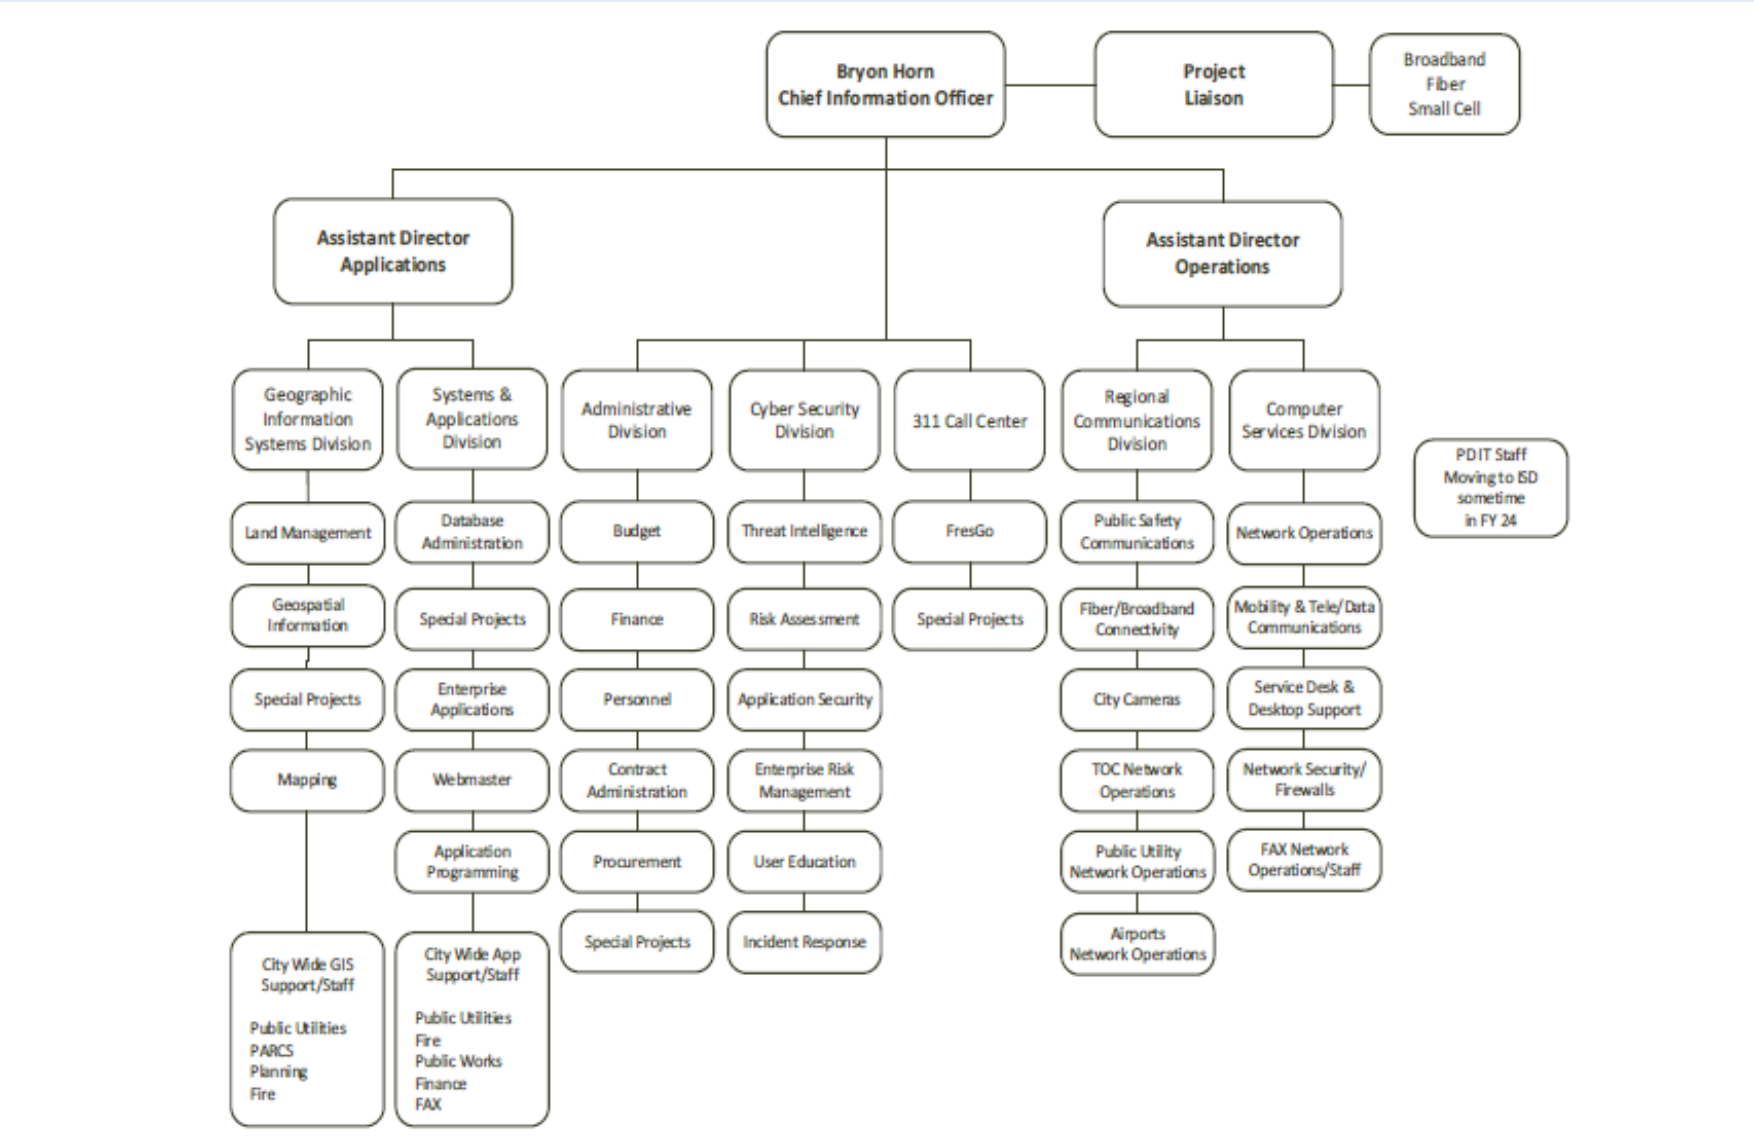 Bryon Horn
Chief Information Officer
Project
Liaison
Broadband
Fiber
Small Cell
Assistant Director
Applications
Assistant Director
Operations
Geographic
Information
Systems Division
Systems &
Applications
Division
Administrative
Division
Cyber Security
Division
311 Call Center
Regional
Communications
Division
Computer
Services Division
PDIT Staff
Moving to ISD
sometime
in FY 24
Land Management
Geospatial
Information
Special Projects
Mapping
City Wide GIS
Support/Staff
Public Utilities
PARCS
Planning
Fire
Database
Administration
Special Projects
Enterprise
Applications
Webmaster
Application
Programming
City Wide App
Support/Staff
Public Utilities
Fire
Public Works
Finance
FAX
Budget
Finance
Personnel
Contract
Administration
Procurement
Special Projects
Threat Intelligence
Risk Assessment
Application Security
Enterprise Risk
Management
User Education
Incident Response
FresGo
Special Projects
Public Safety
Communications
Fiber/Broadband
Connectivity
City Cameras
TOC Network
Operations
Public Utility
Network Operations
Airports
Network Operations
Network Operations
Mobility & Tele/Data
Communications
Service Desk &
Desktop Support
Network Security/
Firewalls
FAX Network
Operations/Staff